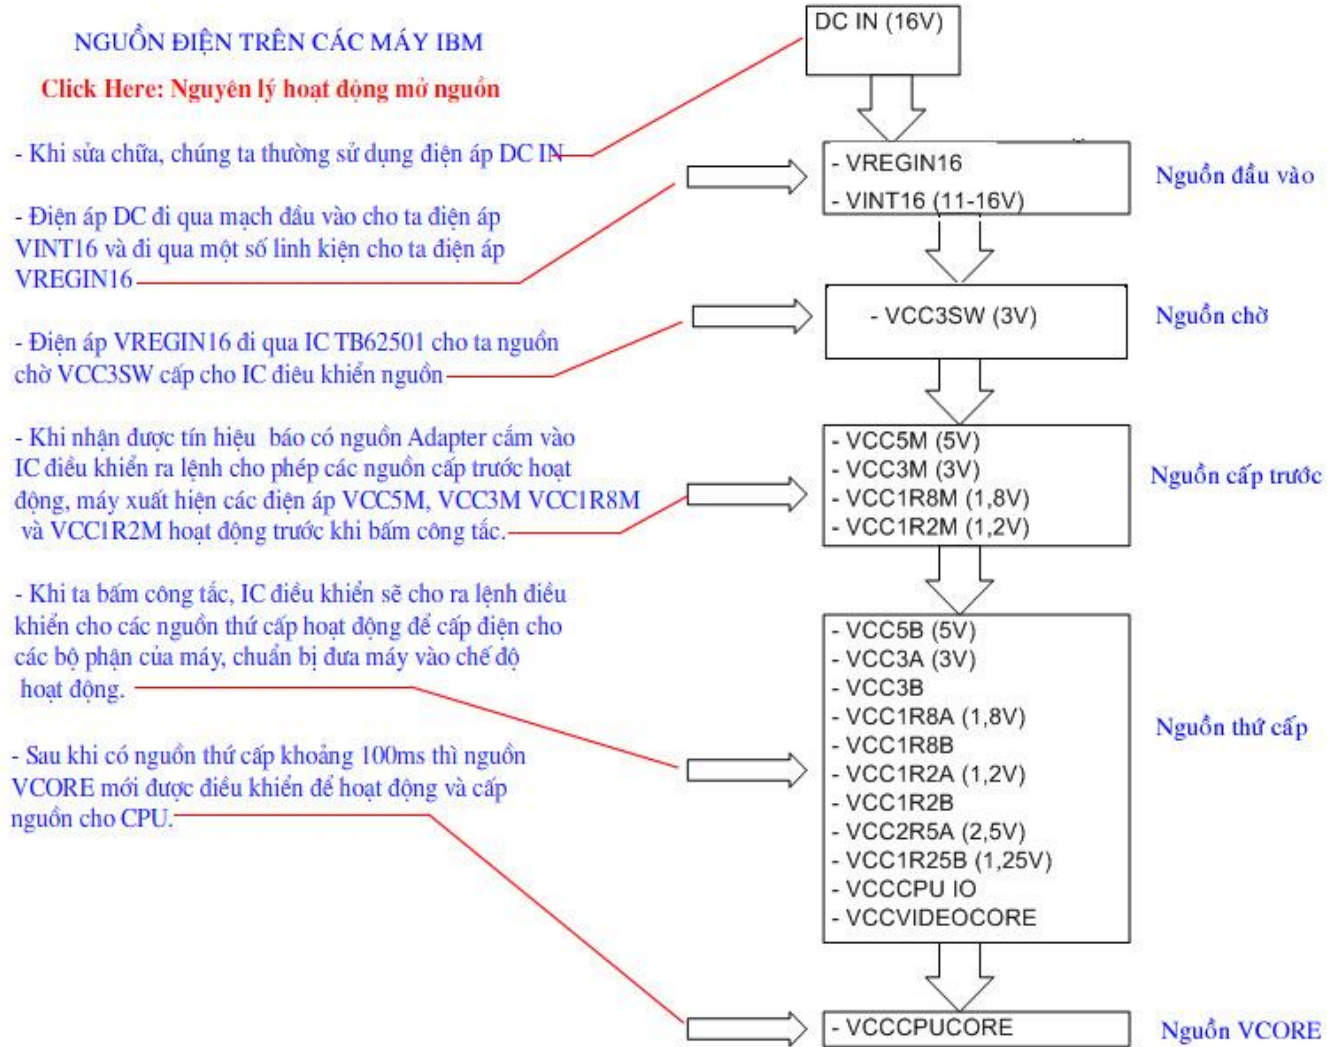 NGUỒN ĐIỆN TRÊN CÁC MÁY IBM
Click Here: Nguyên lý hoạt động mở nguồn
- Khi sửa chữa, chúng ta thường sử dụng điện áp DC IN
- Điện áp DC đi qua mạch đầu vào cho ta điện áp
VINT16 và đi qua một số linh kiện cho ta điện áp
VREGIN16
- Điện áp VREGIN16 đi qua IC TB62501 cho ta nguồn
chờ VCC3SW cấp cho IC điêu khiển nguồn
- Khi nhận được tín hiệu báo có nguồn Adapter cắm vào
IC điều khiển ra lệnh cho phép các nguồn cấp trước hoạt
động, máy xuất hiện các điện áp VCC5M, VCC3M VCC1R8M
và VCC1R2M hoạt động trước khi bấm công tắc.
- Khi ta bấm công tắc, IC điều khiển sẽ cho ra lệnh điều
khiển cho các nguồn thứ cấp hoạt động để cấp điện cho
các bộ phận của máy, chuẩn bị đưa máy vào chế độ
hoạt động.
- Sau khi có nguồn thứ cấp khoảng 100ms thì nguồn
VCORE mới được điều khiển để hoạt động và cấp
nguồn cho CPU.
DC IN (16V)
- VREGIN16
- VINT16 (11-16V)
Nguồn đầu vào
- VCC3SW (3V)
Nguồn chờ
- VCC5M (5V)
- VCC3M (3V)
- VCC1R8M (1,8V)
- VCC1R2M (1,2V)
Nguồn cấp trước
- VCC5B (5V)
- VCC3A (3V)
- VCC3B
- VCC1R8A (1,8V)
- VCC1R8B
- VCC1R2A (1,2V)
- VCC1R2B
- VCC2R5A (2,5V)
- VCC1R25B (1,25V)
- VCCCPU IO
- VCCVIDEOCORE
Nguồn thứ cấp
- VCCCPUCORE
Nguồn VCORE